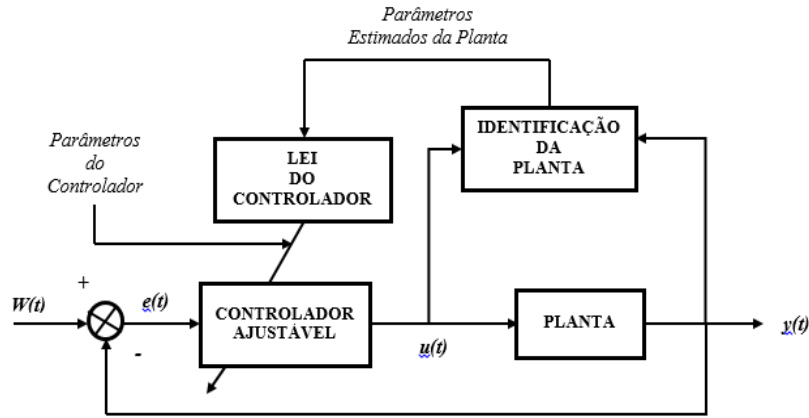 Parâmetros
Estimados da Planta
IDENTIFICAÇÃO
DA
PLANTA
Parâmetros
do
Controlador
LEI
DO
CONTROLADOR
+
W(t)
e(t)
-
CONTROLADOR
AJUSTÁVEL
u(t)
PLANTA
y(t)